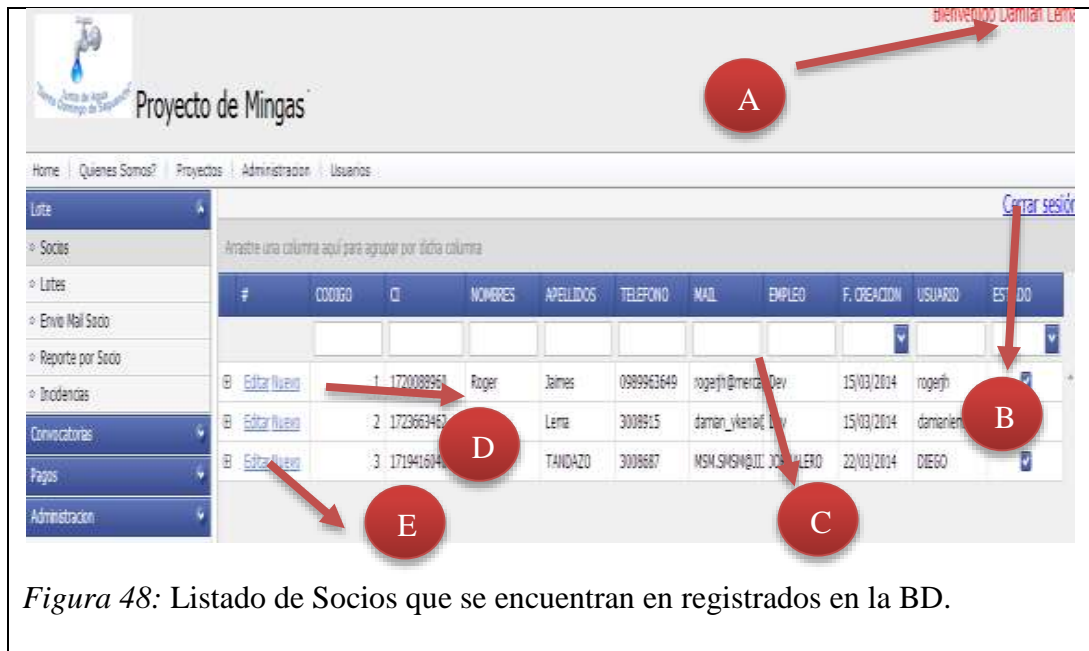 Bienvenido Damian Lema
A
Junta de Agua
Proyecto de Mingas
Home Quienes Somos? Proyectos Administracion Usuarios
Cerrar sesión
Lote
Socios
Lotes
Envio Mail Socio
Reporte por Socio
Incidencias
Convocatorias
Pagos
Administracion
Arrastre una columna aquí para agrupar por dicha columna
# CODIGO CI NOMBRES APELLIDOS TELEFONO MAIL EMPLEO F. CREACION USUARIO ESTADO
Editar Nuevo 1 Roger Jaimes 0989963649 Dev 15/03/2014 rogerjh
Editar Nuevo 2 Lema 3008915 15/03/2014
Editar Nuevo 3 TANDAZO 3008687 22/03/2014 DIEGO
B
D
C
E
Figura 48: Listado de Socios que se encuentran en registrados en la BD.